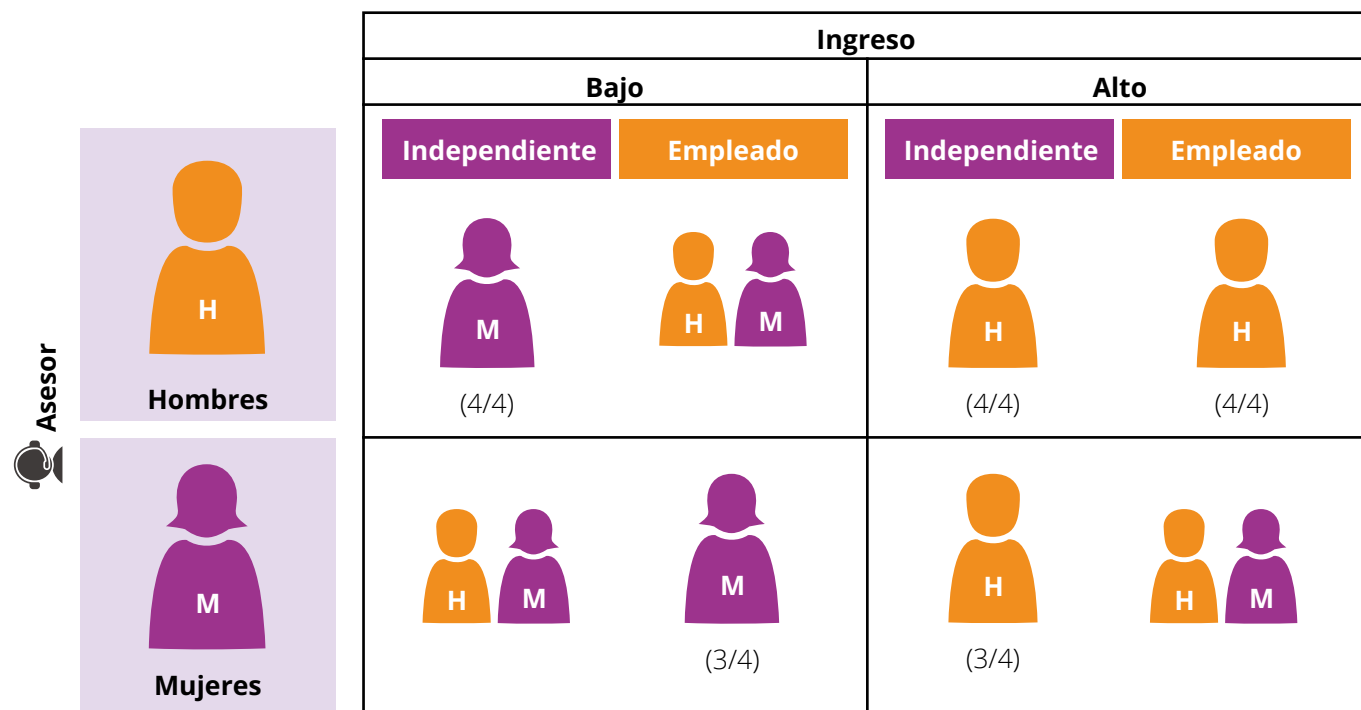 Ingreso
Bajo Alto
Independiente Empleado Independiente Empleado
Asesor
H
Hombres
M H M H H
(4/4) (4/4) (4/4)
M
Mujeres
H M M H H M
(3/4) (3/4)